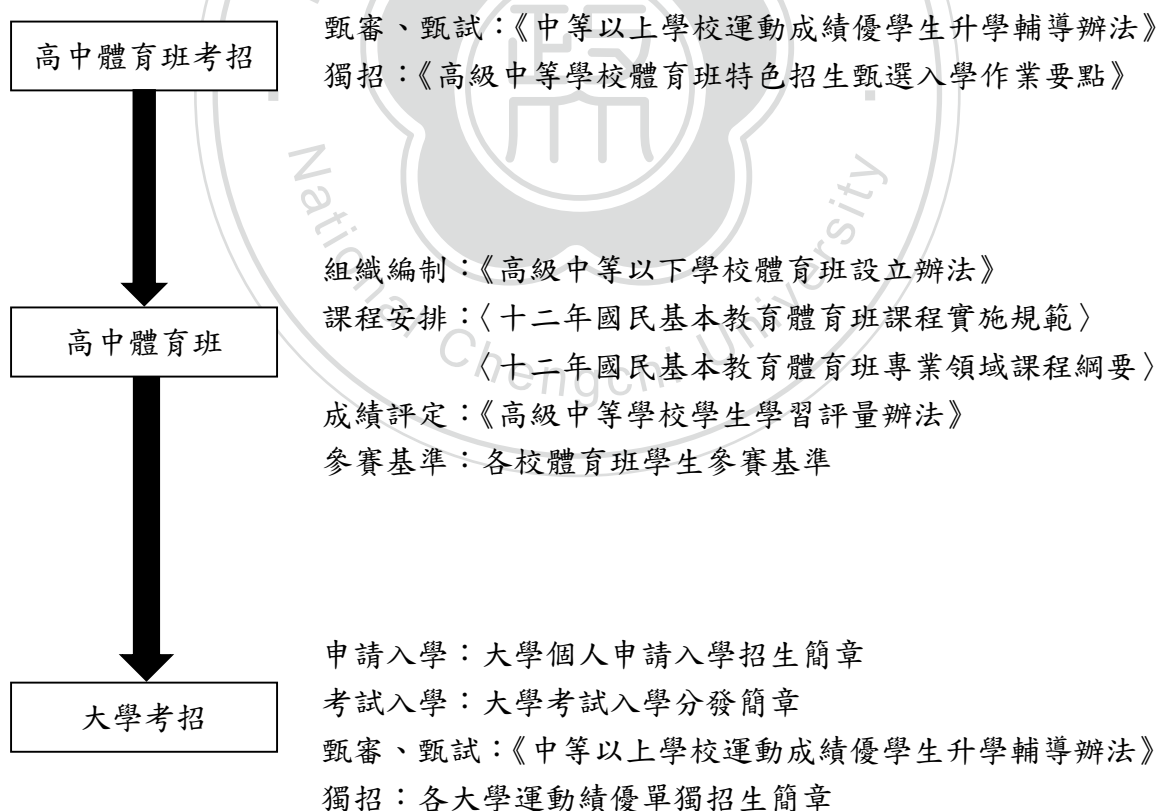 高中體育班考招
甄審、甄試：《中等以上學校運動成績優學生升學輔導辦法》
獨招：《高級中等學校體育班特色招生甄選入學作業要點》
高中體育班
組織編制：《高級中等以下學校體育班設立辦法》
課程安排：〈十二年國民基本教育體育班課程實施規範〉
〈十二年國民基本教育體育班專業領域課程綱要〉
成績評定：《高級中等學校學生學習評量辦法》
參賽基準：各校體育班學生參賽基準
大學考招
申請入學：大學個人申請入學招生簡章
考試入學：大學考試入學分發簡章
甄審、甄試：《中等以上學校運動成績優學生升學輔導辦法》
獨招：各大學運動績優單獨招生簡章
National Chengchi University